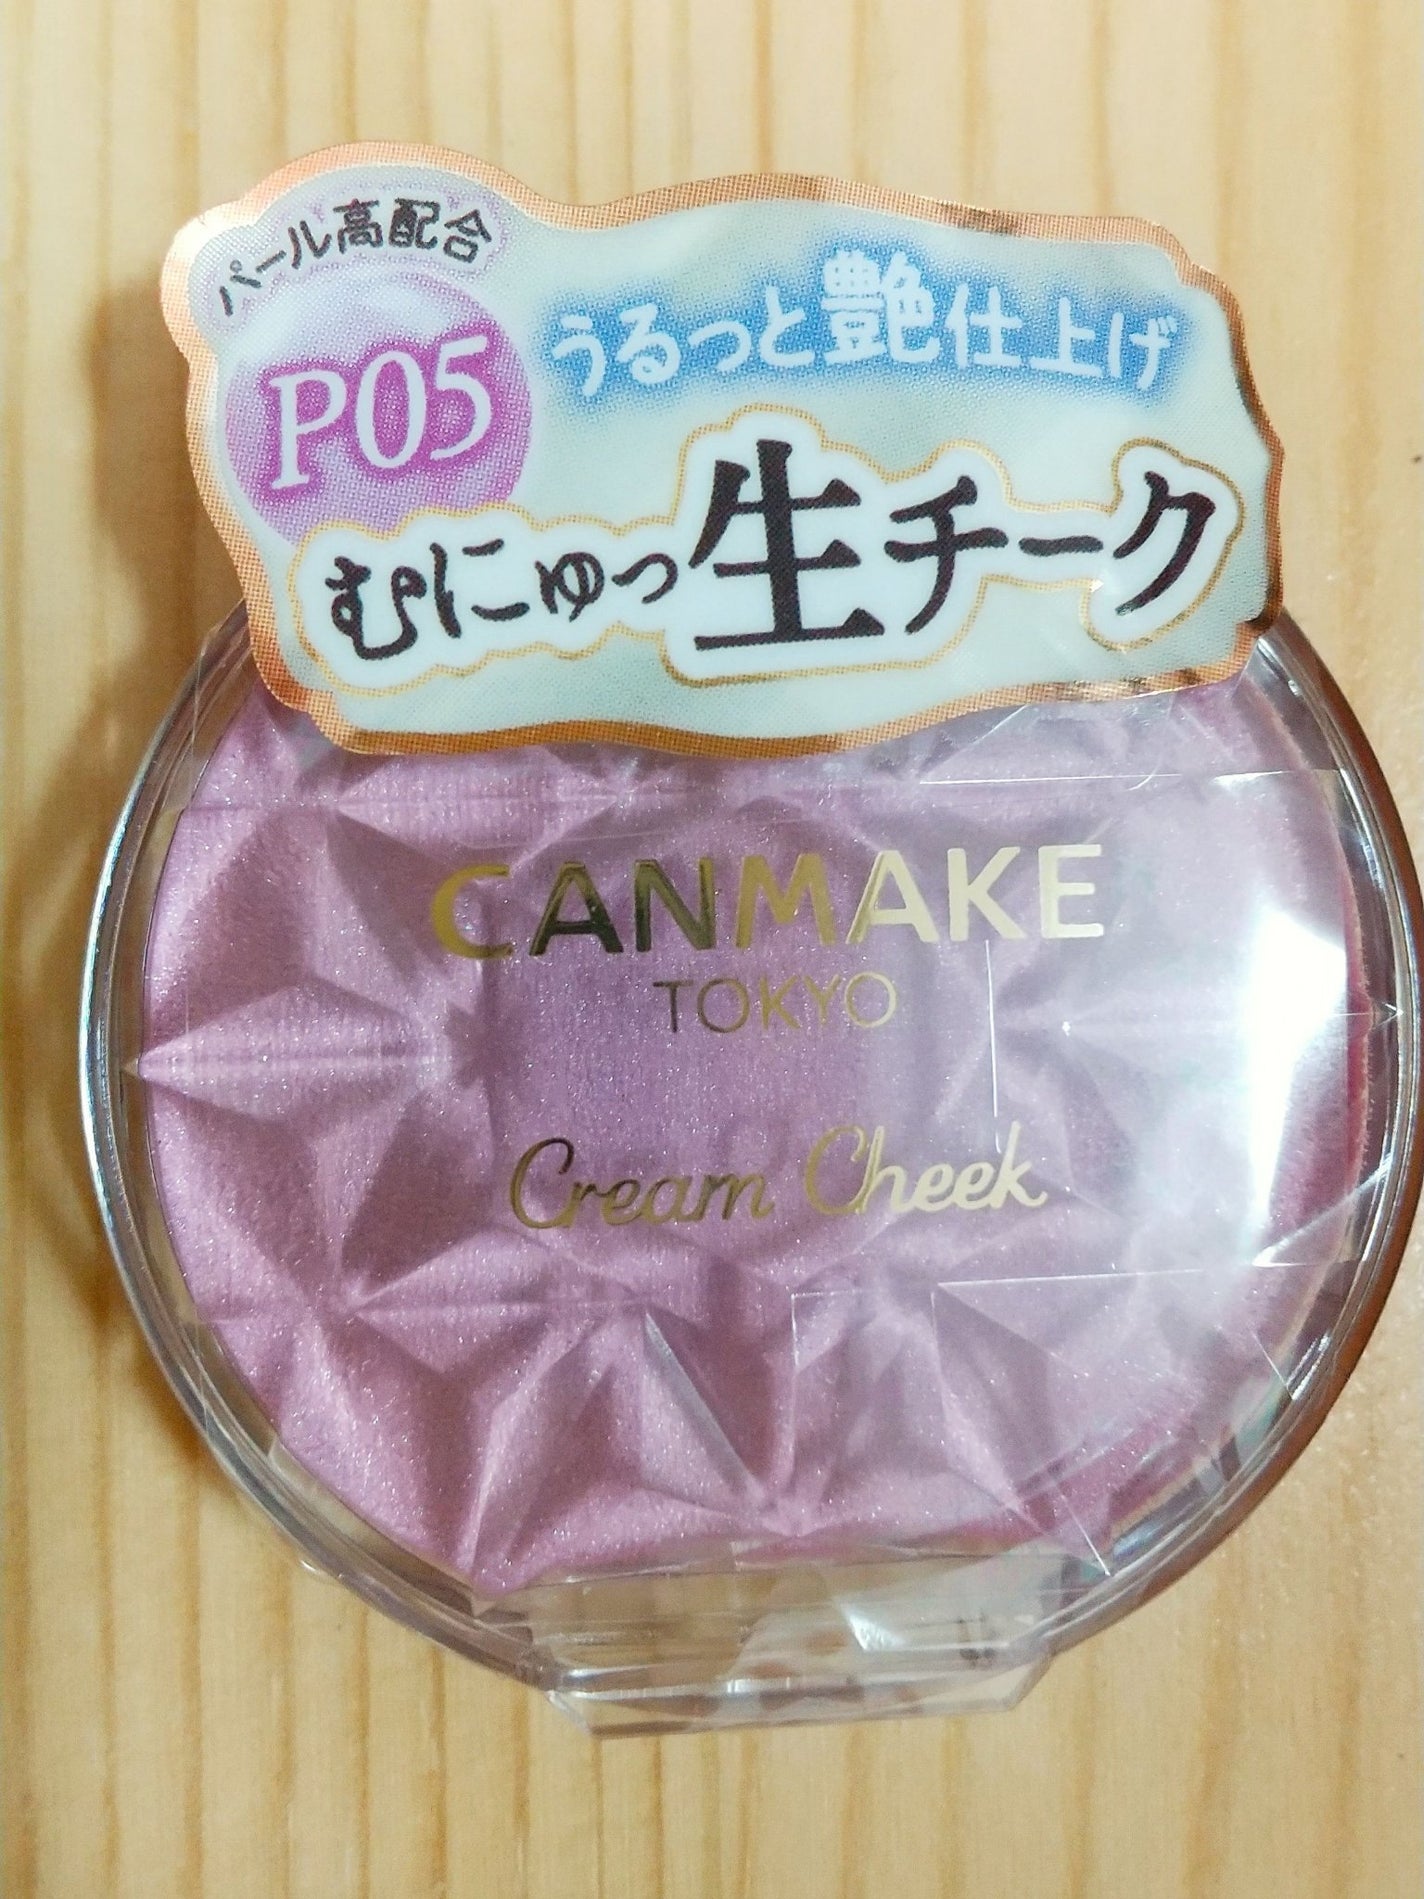 パール高配合
P05
うるっと艶仕上げ
むにゅっ生チーク
CANMAKE
TOKYO
Cream Cheek